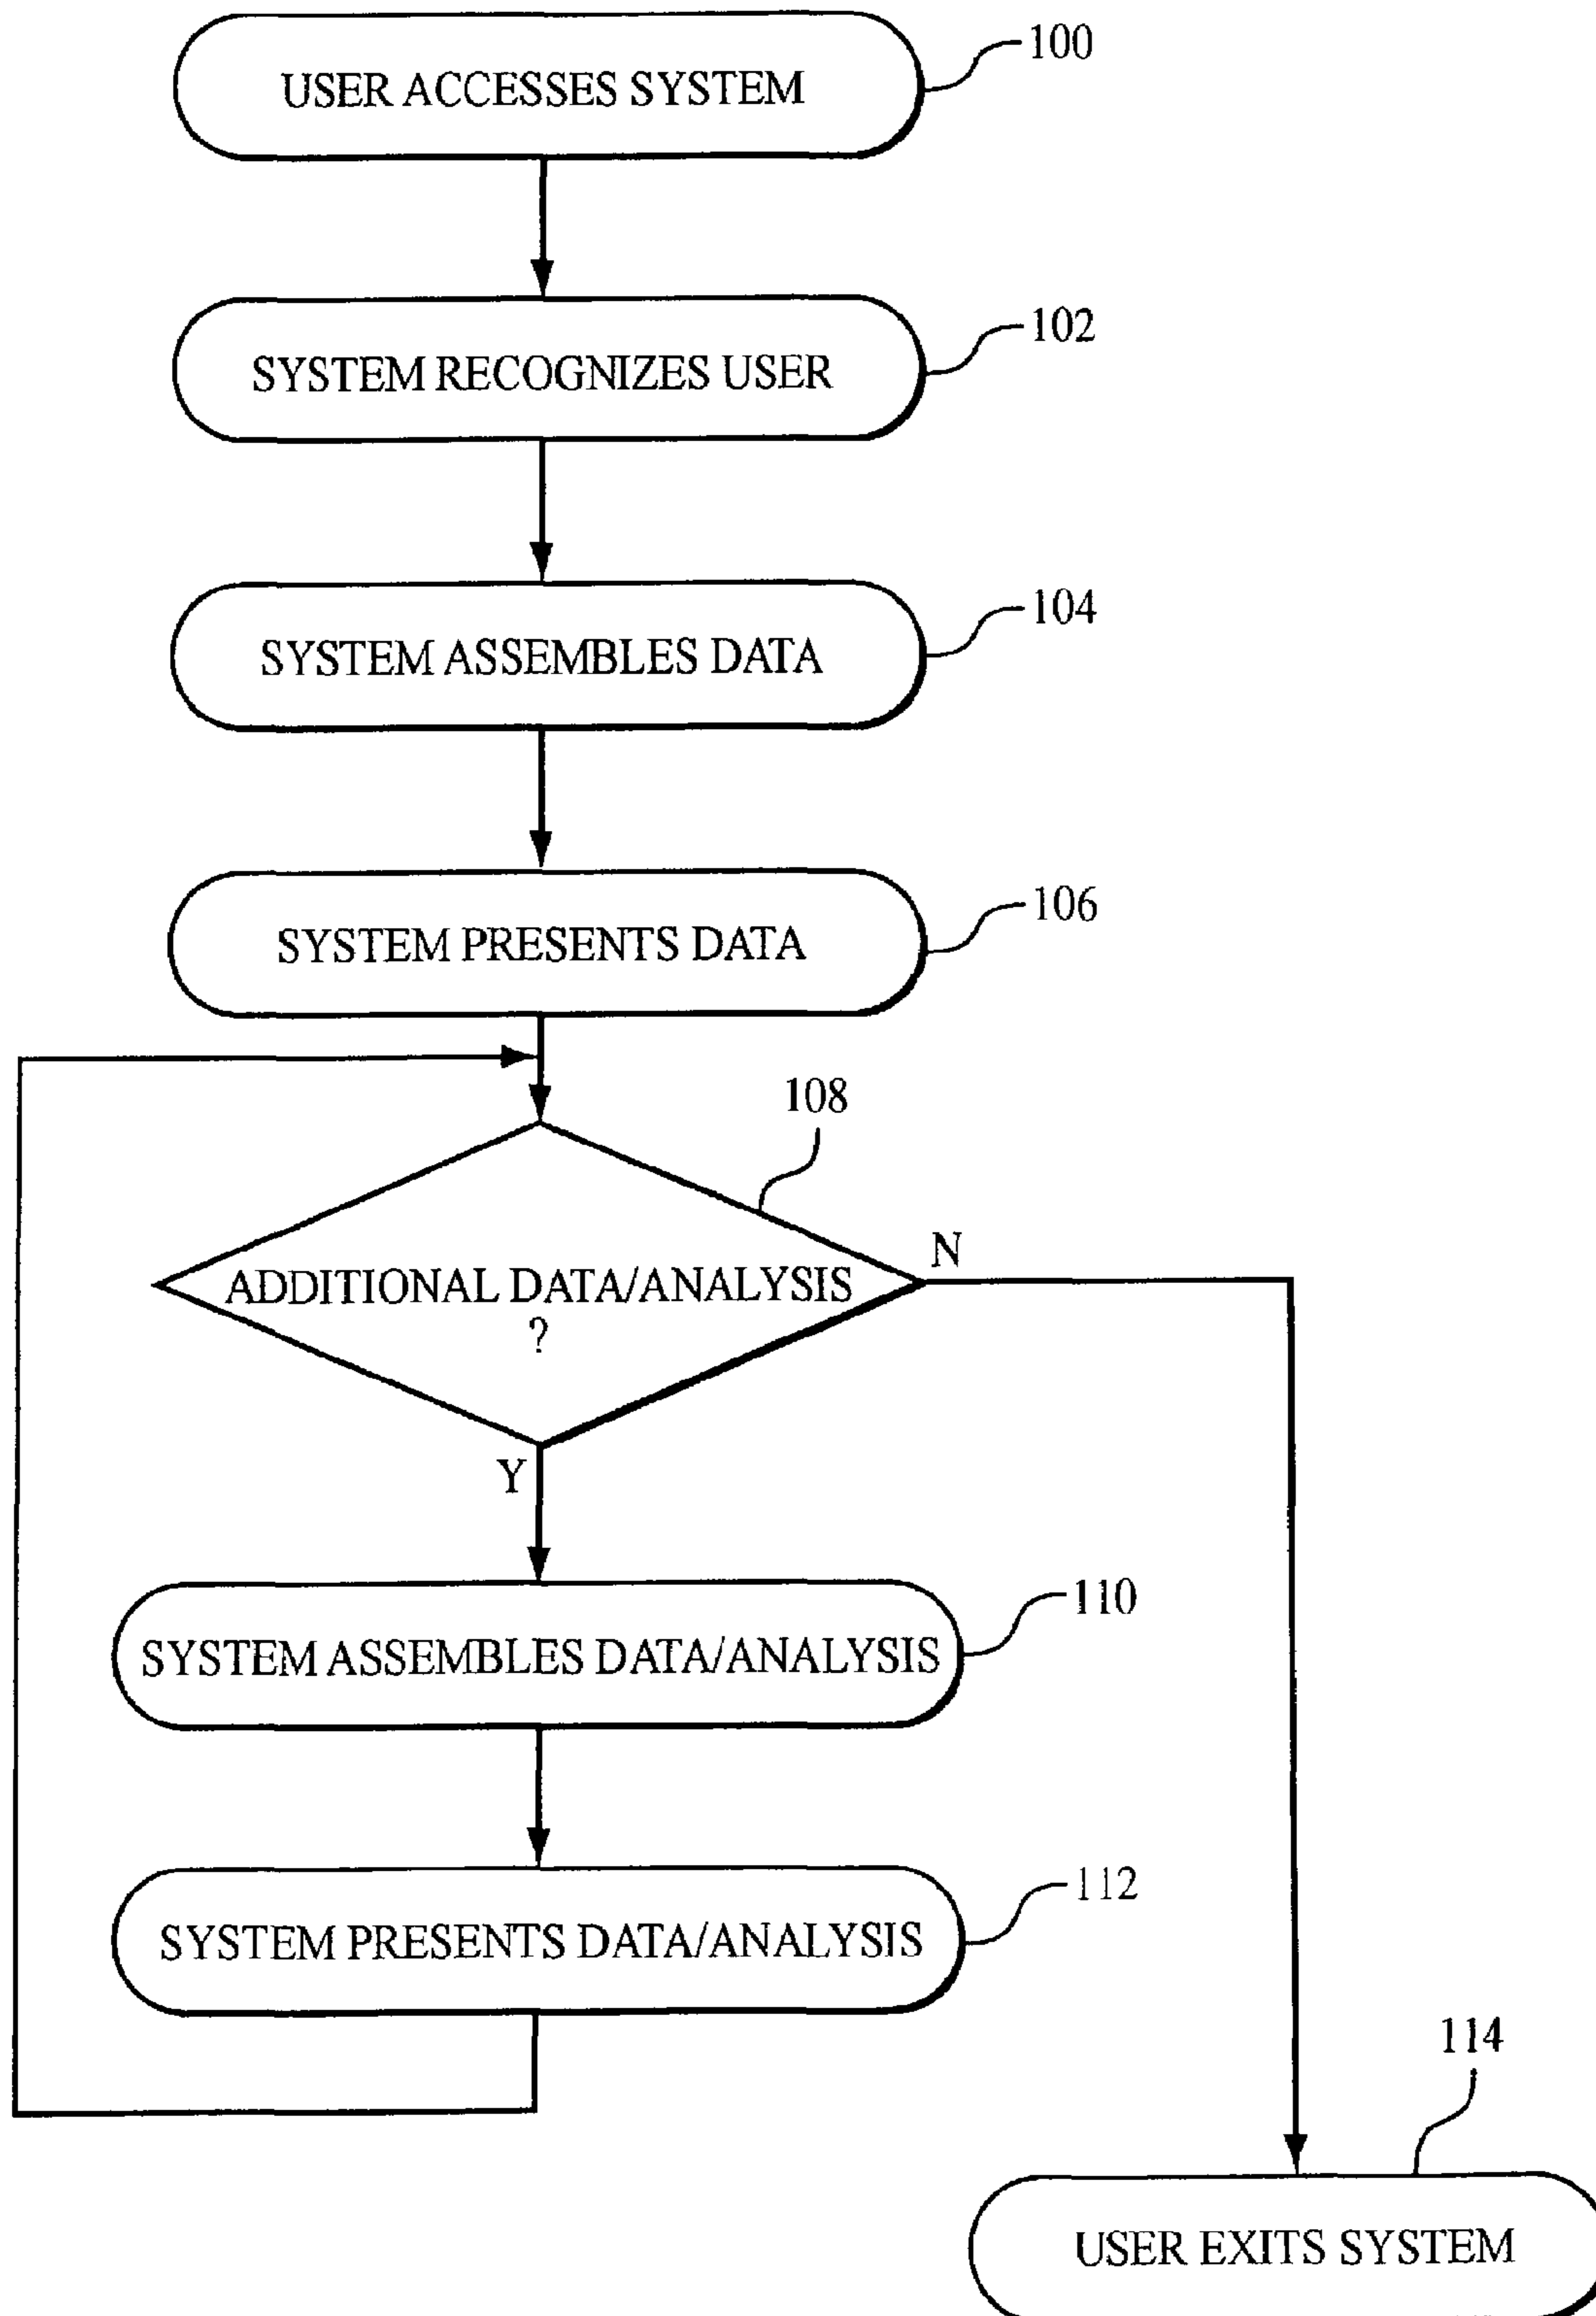 100
USER ACCESSES SYSTEM
102
SYSTEM RECOGNIZES USER
104
SYSTEM ASSEMBLES DATA
106
SYSTEM PRESENTS DATA
108
N
ADDITIONAL DATA/ANALYSIS
?
Y
110
SYSTEM ASSEMBLES DATA/ANALYSIS
112
SYSTEM PRESENTS DATA/ANALYSIS
114
USER EXITS SYSTEM